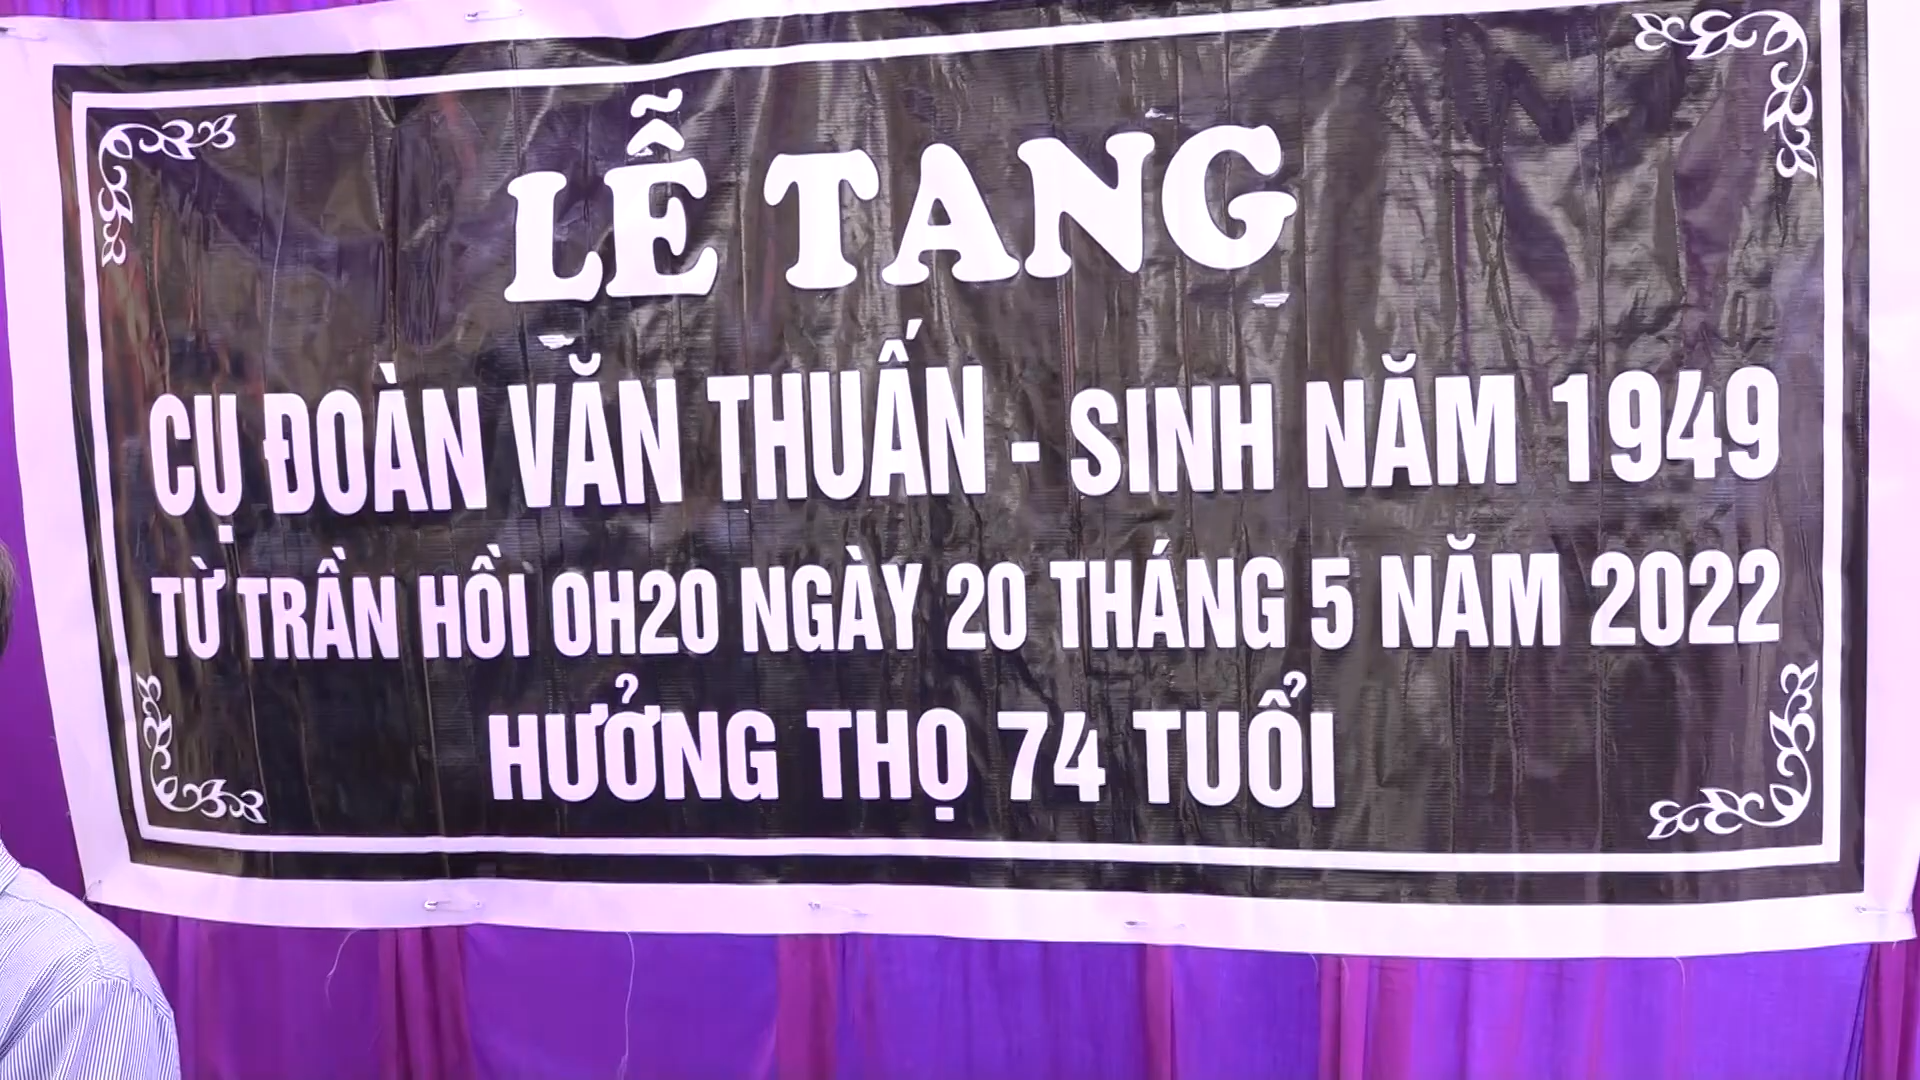 LỄ TANG
CỤ ĐOÀN VĂN THUẤN - SINH NĂM 1949
TỪ TRẦN HỒI 0H20 NGÀY 20 THÁNG 5 NĂM 2022
HƯỞNG THỌ 74 TUỔI